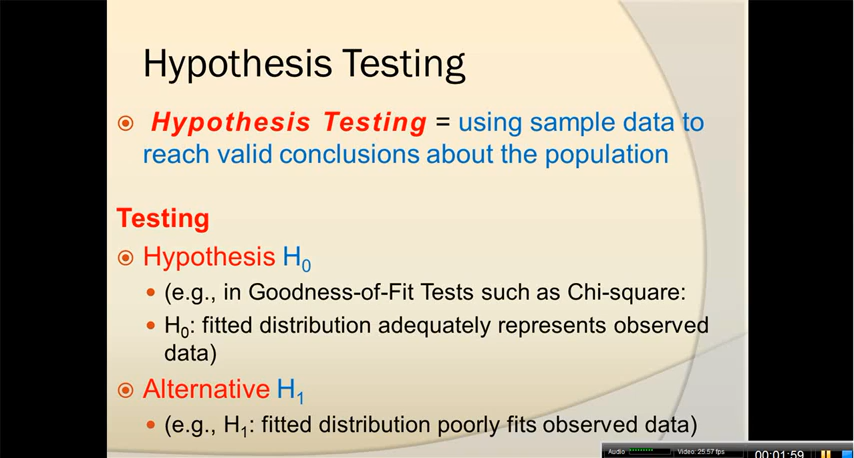 Hypothesis Testing
Hypothesis Testing = using sample data to
reach valid conclusions about the population
Testing
Hypothesis H₀
(e.g., in Goodness-of-Fit Tests such as Chi-square:
H₀: fitted distribution adequately represents observed
data)
Alternative H₁
(e.g., H₁: fitted distribution poorly fits observed data)
Audio Video: 25.57 fps 00:01:59